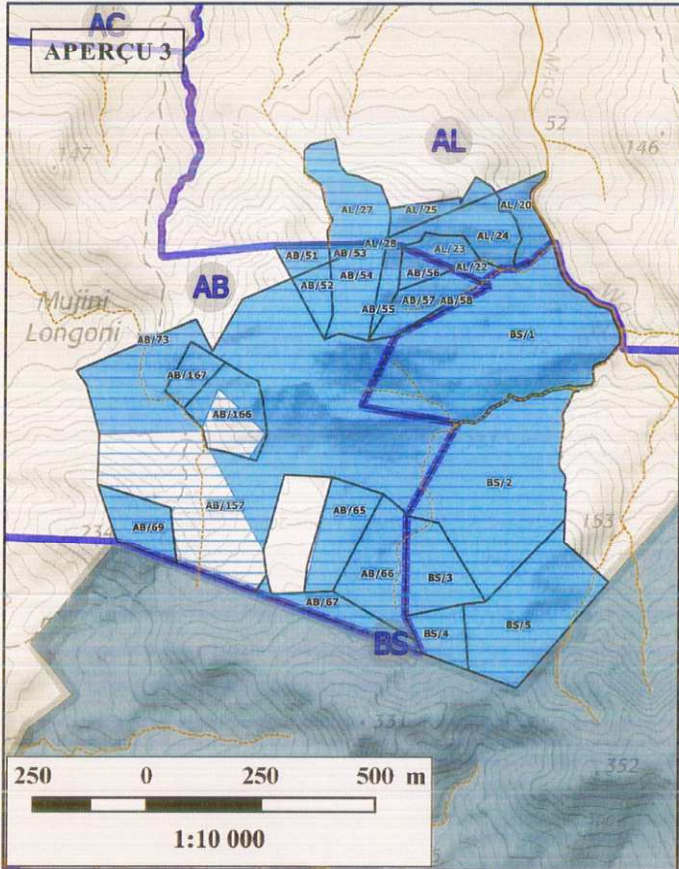 AC
APERÇU 3
52
AL
147
146
AL/20
AL/27
AL/25
AL/24
AL/28
AL/23
AB/51
AB/53
AL/22
AB/56
AB/54
AB
AB/52
AB/57
AB/58
AB/55
Mujini
Longoni
BS/1
AB/73
AB/167
AB/166
BS/2
AB/157
AB/65
153
AB/69
234
AB/66
BS/3
AB/67
BS/5
BS/4
BS
331
352
250
0
250
500 m
1:10 000